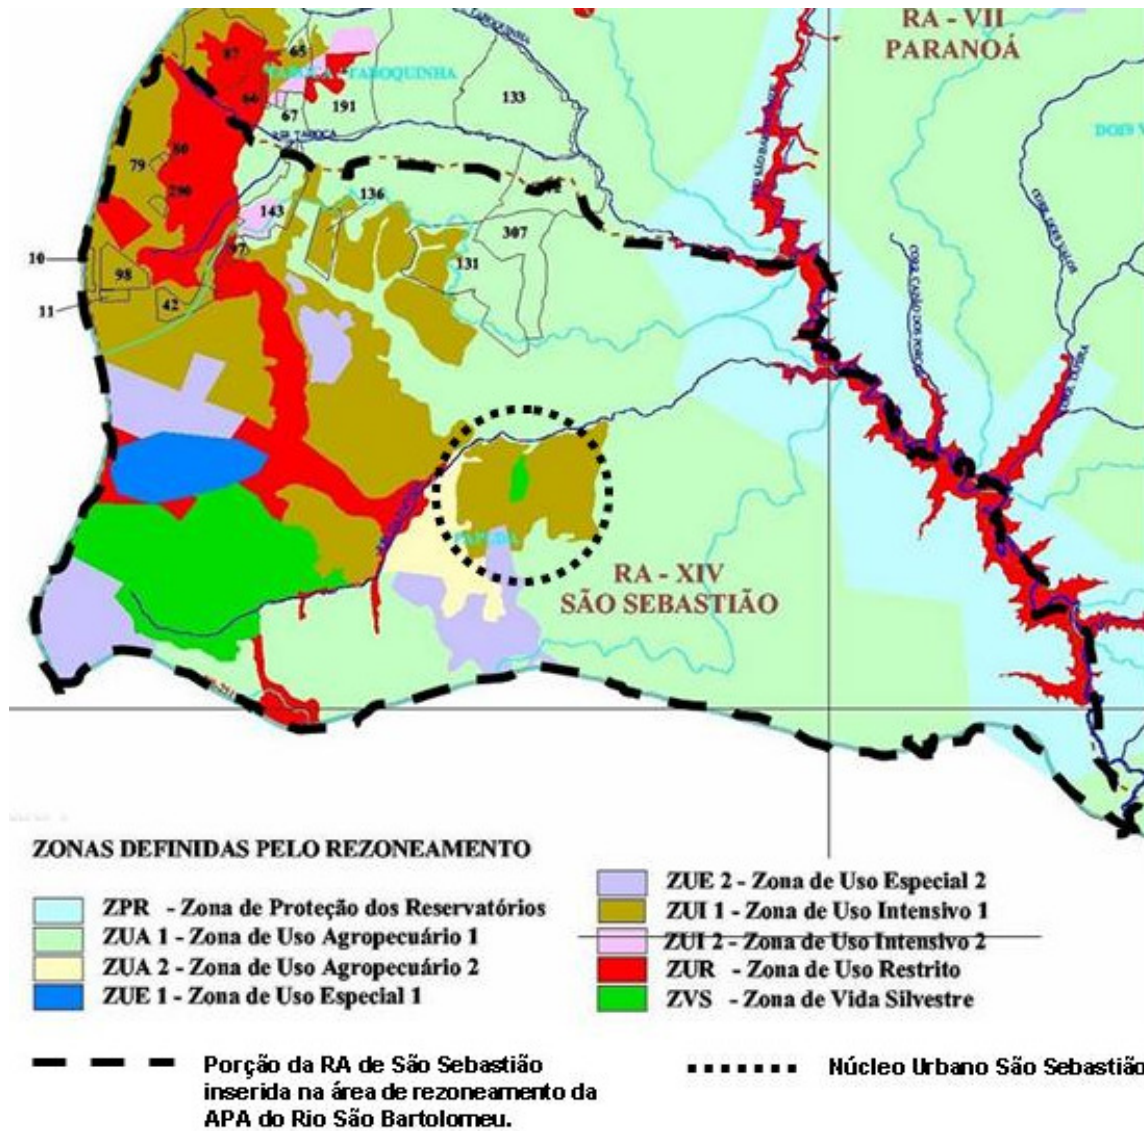 RA - VII
PARANOÁ
TABOQUINHA
87
65
TABOQUINHA
66
67
191
133
79
80
290
143
136
307
131
97
10
98
11
42
RA - XIV
SÃO SEBASTIÃO
ZONAS DEFINIDAS PELO REZONEAMENTO
ZPR - Zona de Proteção dos Reservatórios
ZUA 1 - Zona de Uso Agropecuário 1
ZUA 2 - Zona de Uso Agropecuário 2
ZUE 1 - Zona de Uso Especial 1
ZUE 2 - Zona de Uso Especial 2
ZUI 1 - Zona de Uso Intensivo 1
ZUI 2 - Zona de Uso Intensivo 2
ZUR - Zona de Uso Restrito
ZVS - Zona de Vida Silvestre
Porção da RA de São Sebastião
inserida na área de rezoneamento da
APA do Rio São Bartolomeu.
Núcleo Urbano São Sebastião